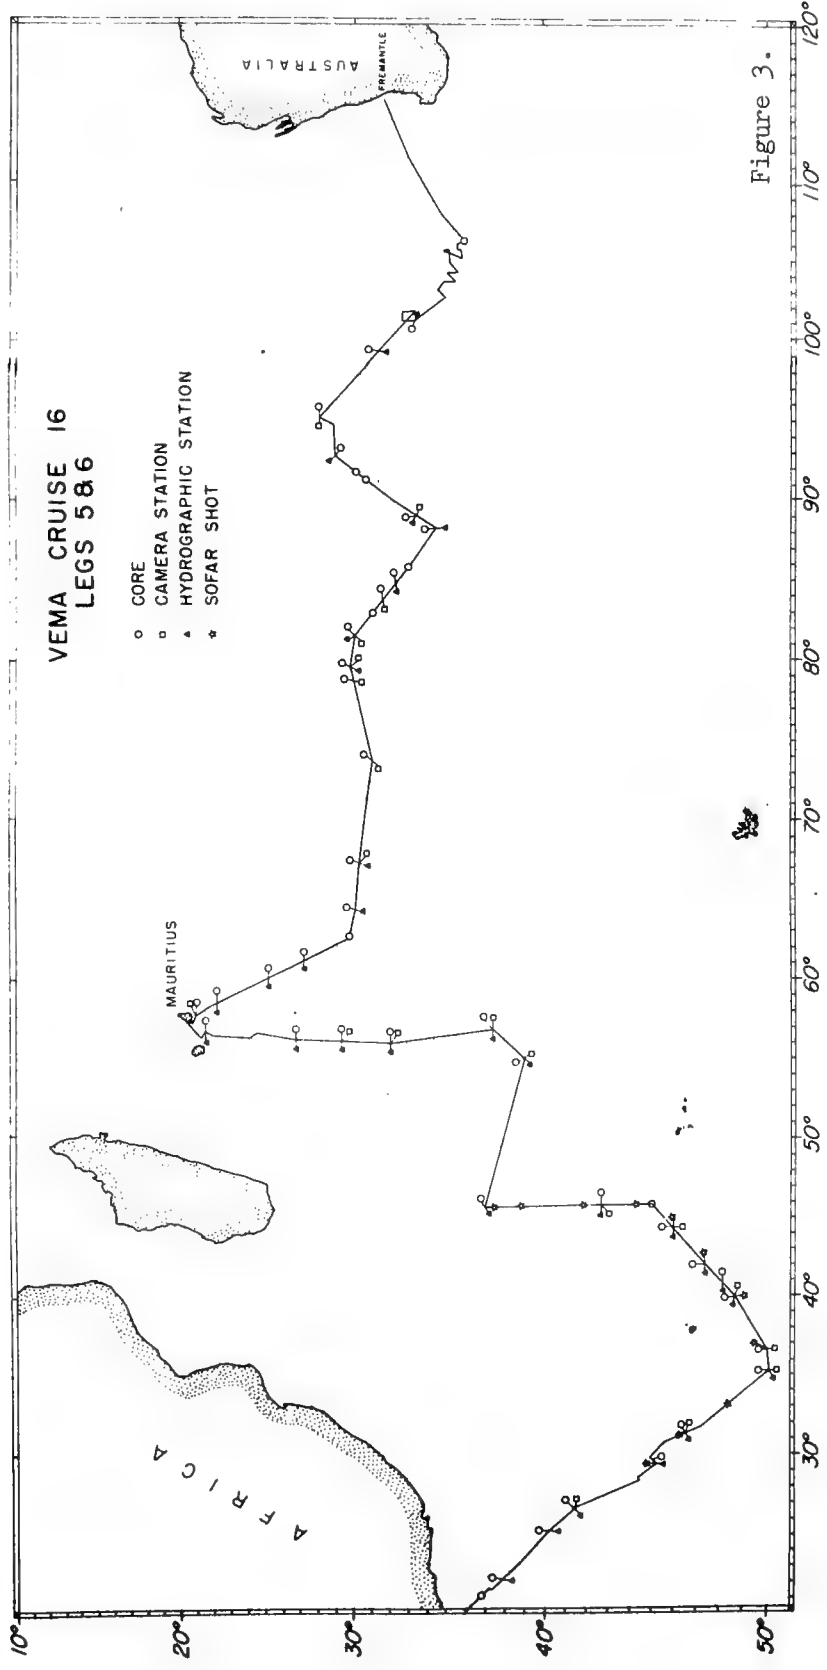 VEMA CRUISE 16
LEGS 5&6
CORE
CAMERA STATION
HYDROGRAPHIC STATION
SOFAR SHOT
AFRICA
MAURITIUS
AUSTRALIA
FREMANTLE
10°
20°
30°
40°
50°
30°
40°
50°
60°
70°
80°
90°
100°
110°
120°
Figure 3.